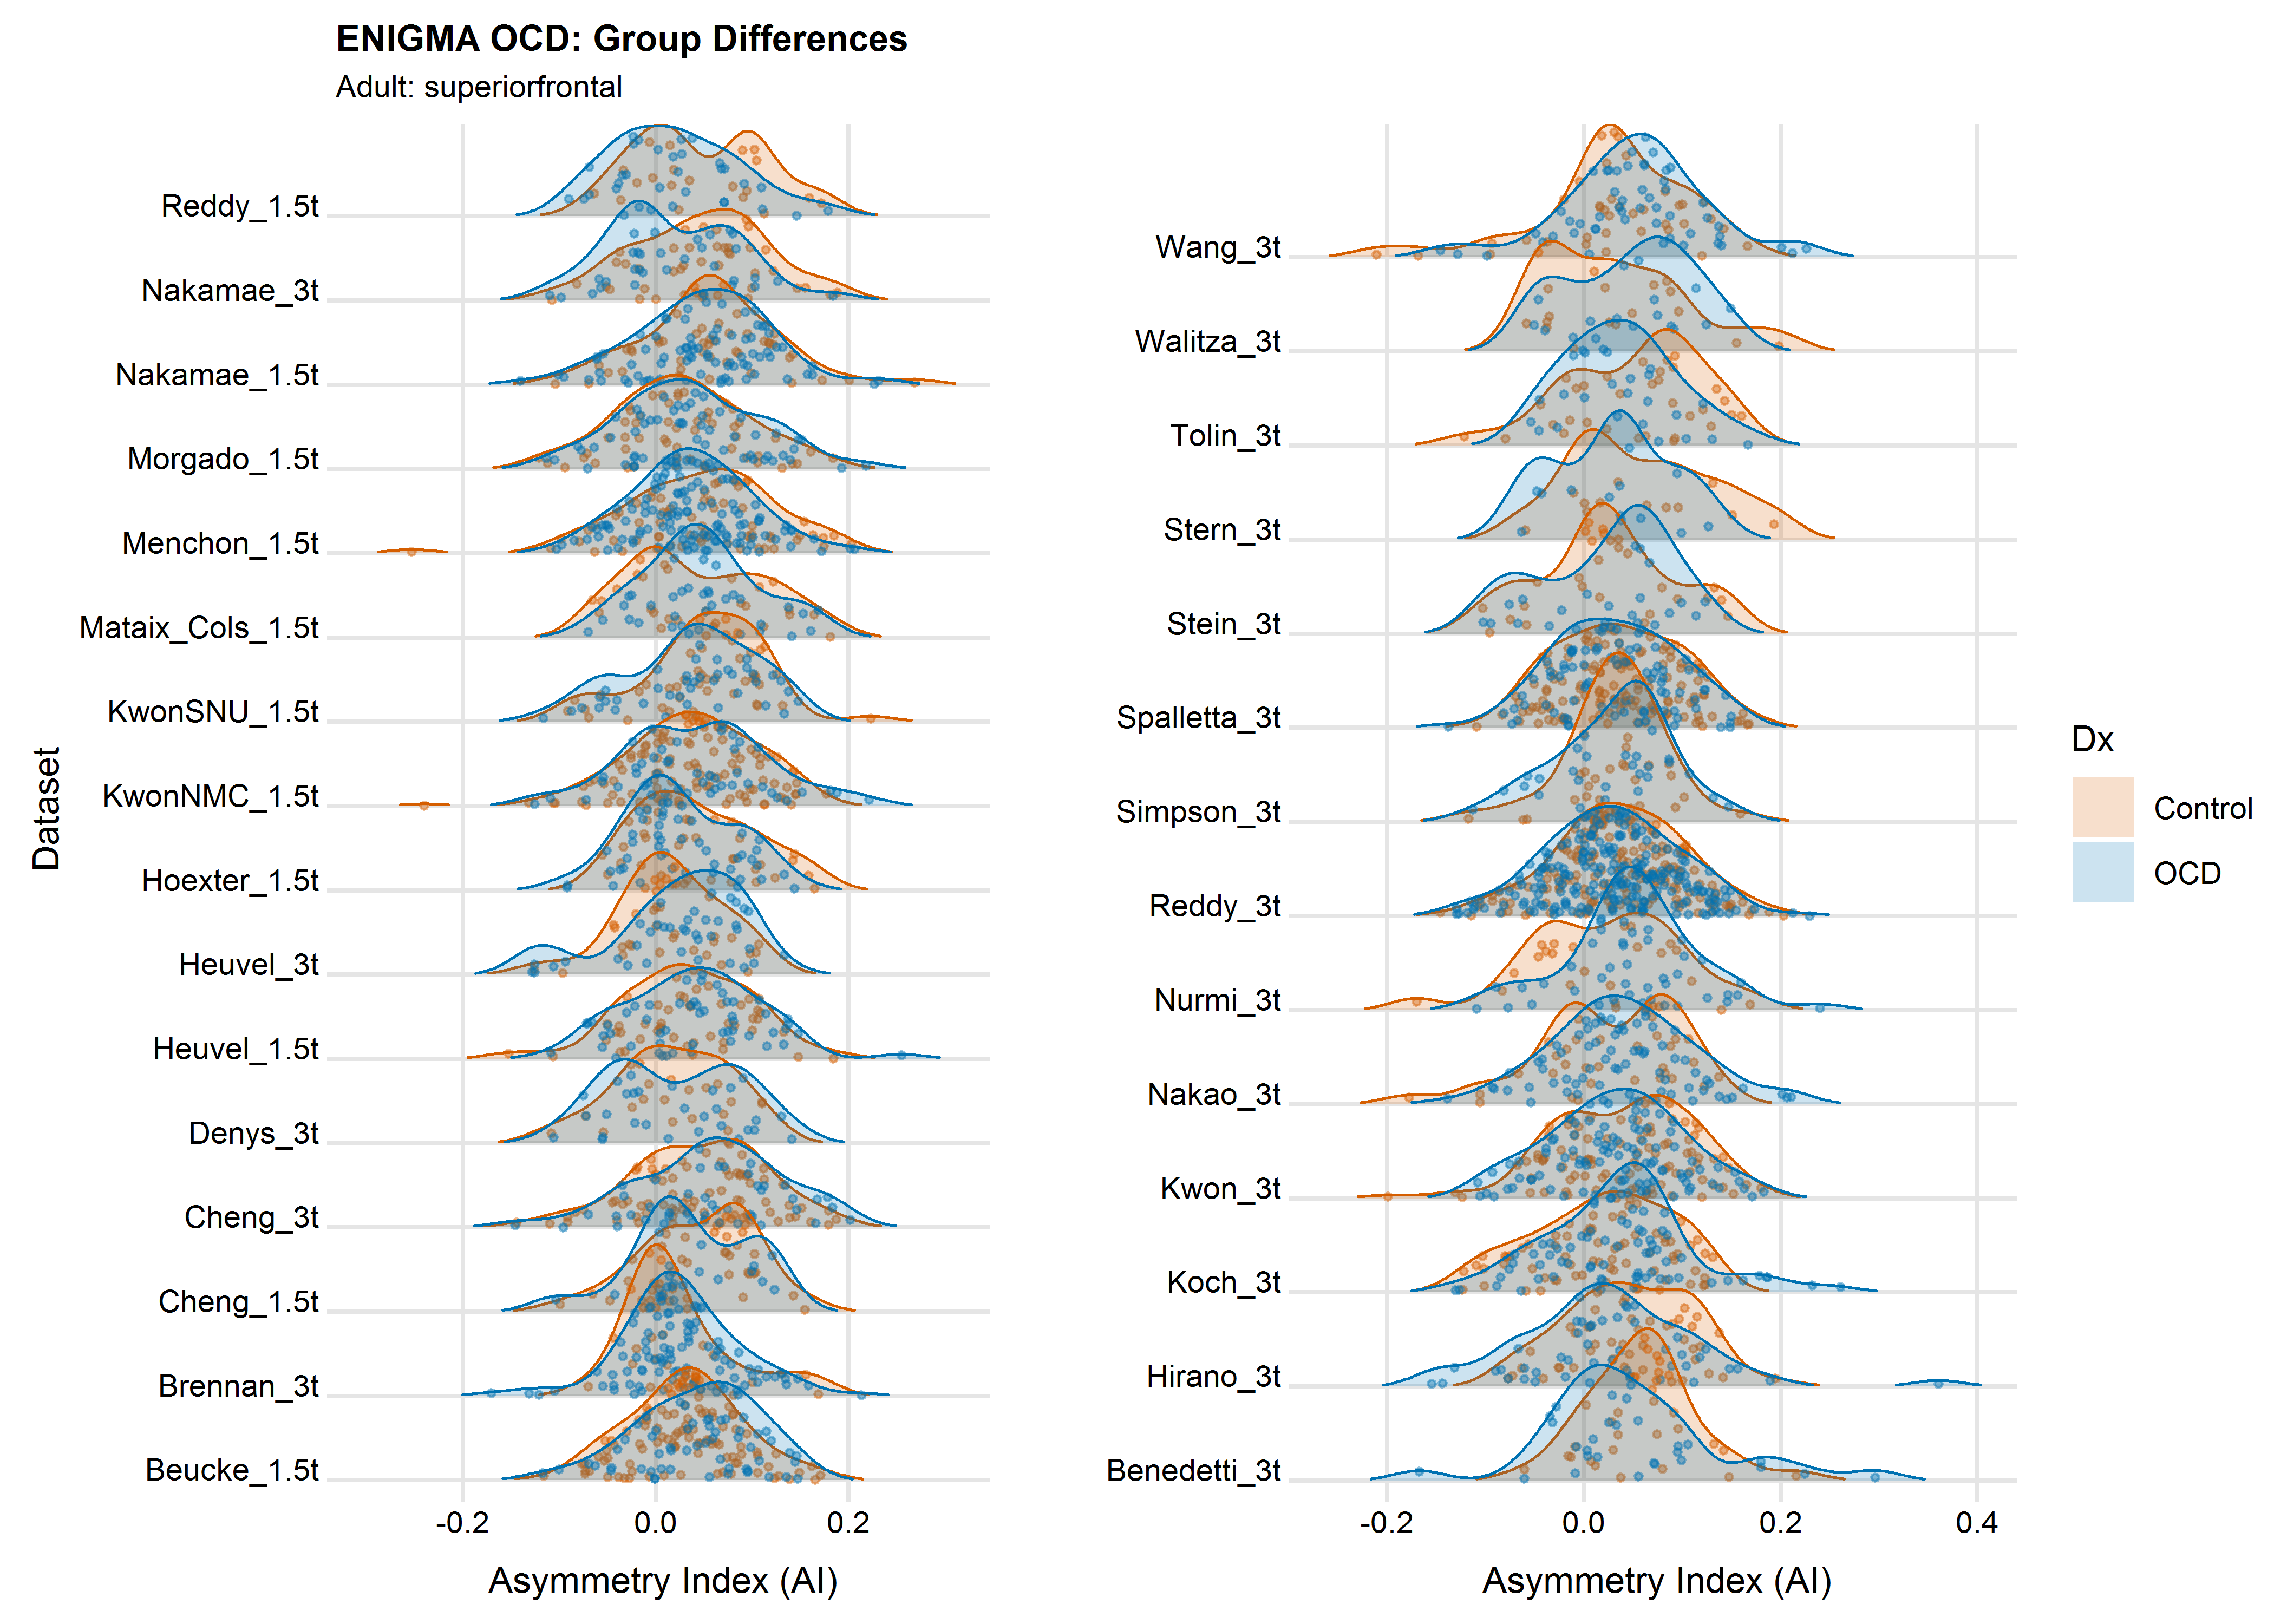 ENIGMA OCD: Group Differences
Adult: superiorfrontal
Dataset
Reddy_1.5t
Nakamae_3t
Nakamae_1.5t
Morgado_1.5t
Menchon_1.5t
Mataix_Cols_1.5t
KwonSNU_1.5t
KwonNMC_1.5t
Hoexter_1.5t
Heuvel_3t
Heuvel_1.5t
Denys_3t
Cheng_3t
Cheng_1.5t
Brennan_3t
Beucke_1.5t
-0.2 0.0 0.2
Asymmetry Index (AI)
Wang_3t
Walitza_3t
Tolin_3t
Stern_3t
Stein_3t
Spalletta_3t
Simpson_3t
Reddy_3t
Nurmi_3t
Nakao_3t
Kwon_3t
Koch_3t
Hirano_3t
Benedetti_3t
-0.2 0.0 0.2 0.4
Asymmetry Index (AI)
Dx
Control
OCD